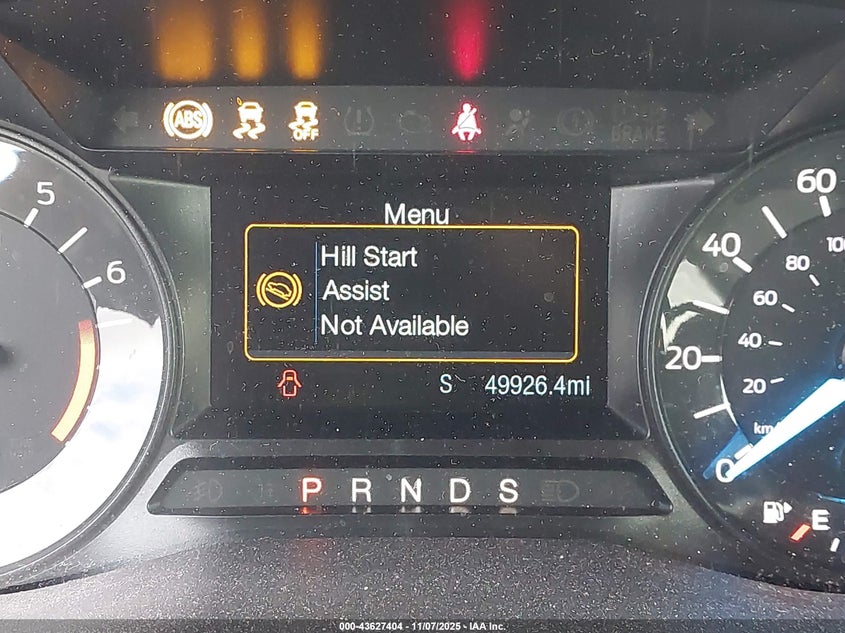 ABS
OFF
BRAKE
5
6
Menu
Hill Start
Assist
Not Available
S 49926.4mi
P R N D S
60
40
20
0
80
60
40
20
E
000-43627404 — 11/07/2025 — IAA Inc.